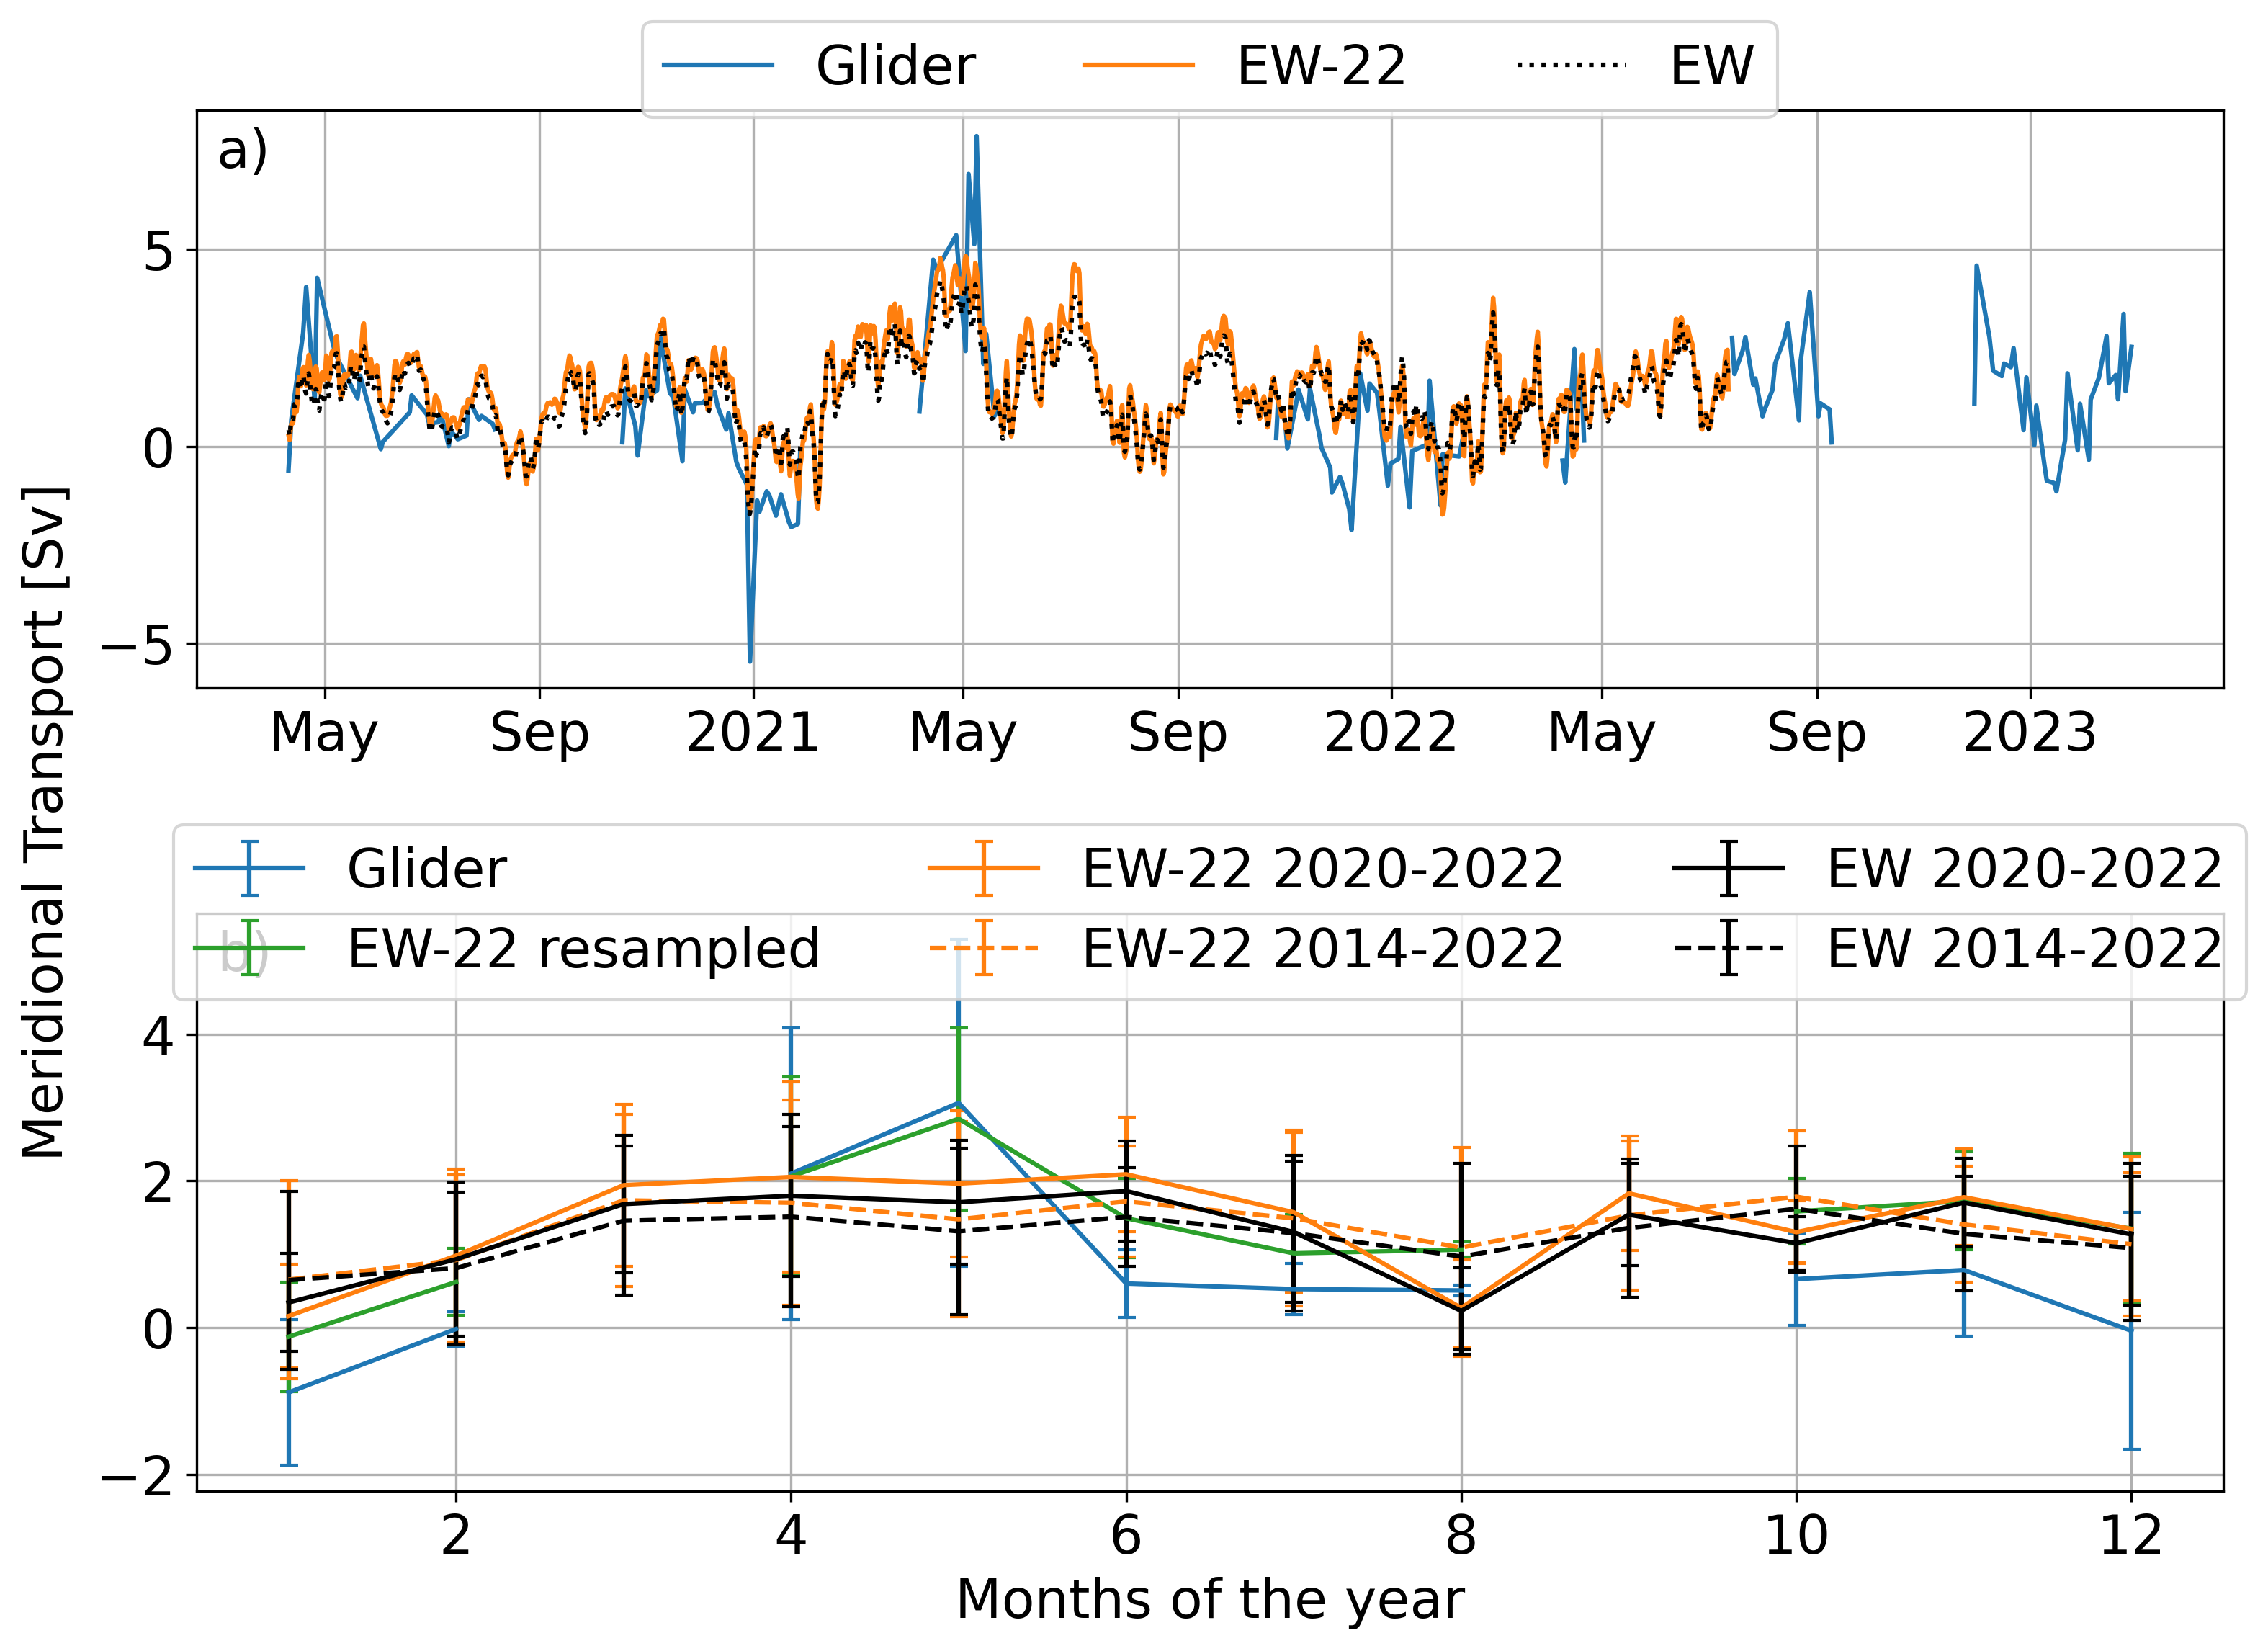 Glider EW-22 EW
a)
5
0
−5
May Sep 2021 May Sep 2022 May Sep 2023
Meridional Transport [Sv]
Glider EW-22 2020-2022 EW 2020-2022
b) EW-22 resampled EW-22 2014-2022 EW 2014-2022
4
2
0
−2
2 4 6 8 10 12
Months of the year